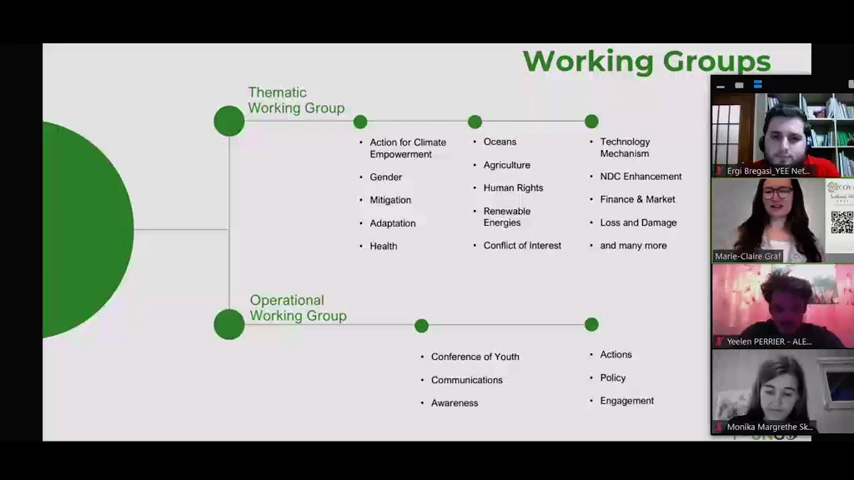 Working Groups
Thematic
Working Group
Action for Climate
Empowerment
Gender
Mitigation
Adaptation
Health
Oceans
Agriculture
Human Rights
Renewable
Energies
Conflict of Interest
Technology
Mechanism
NDC Enhancement
Finance & Market
Loss and Damage
and many more
Operational
Working Group
Conference of Youth
Communications
Awareness
Actions
Policy
Engagement
Ergi Bregasi_YEE Net...
Marie-Claire Graf
Yeelen PERRIER - ALE...
Monika Margrethe Sk...